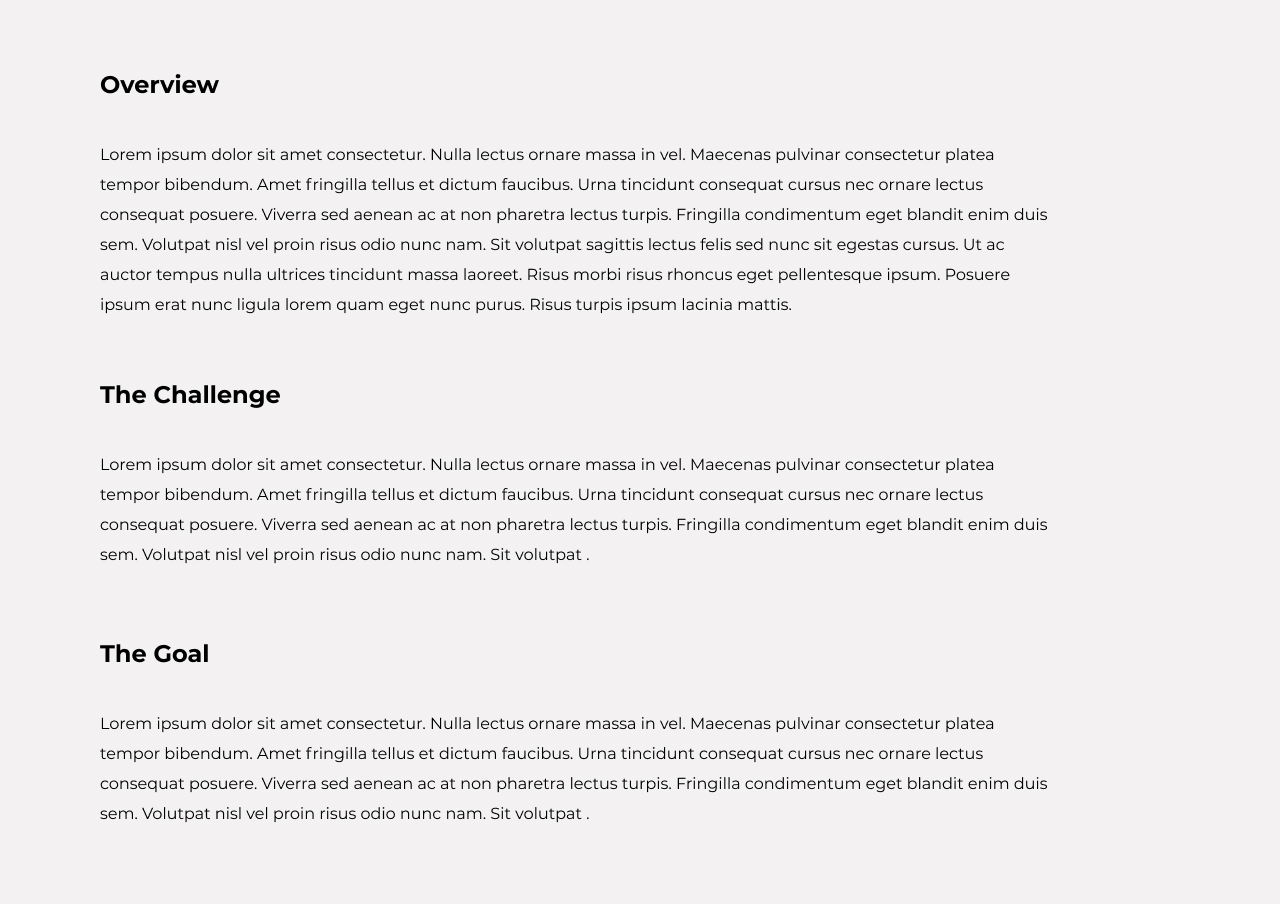 Overview
Lorem ipsum dolor sit amet consectetur. Nulla lectus ornare massa in vel. Maecenas pulvinar consectetur platea
tempor bibendum. Amet fringilla tellus et dictum faucibus. Urna tincidunt consequat cursus nec ornare lectus
consequat posuere. Viverra sed aenean ac at non pharetra lectus turpis. Fringilla condimentum eget blandit enim duis
sem. Volutpat nisl vel proin risus odio nunc nam. Sit volutpat sagittis lectus felis sed nunc sit egestas cursus. Ut ac
auctor tempus nulla ultrices tincidunt massa laoreet. Risus morbi risus rhoncus eget pellentesque ipsum. Posuere
ipsum erat nunc ligula lorem quam eget nunc purus. Risus turpis ipsum lacinia mattis.
The Challenge
Lorem ipsum dolor sit amet consectetur. Nulla lectus ornare massa in vel. Maecenas pulvinar consectetur platea
tempor bibendum. Amet fringilla tellus et dictum faucibus. Urna tincidunt consequat cursus nec ornare lectus
consequat posuere. Viverra sed aenean ac at non pharetra lectus turpis. Fringilla condimentum eget blandit enim duis
sem. Volutpat nisl vel proin risus odio nunc nam. Sit volutpat .
The Goal
Lorem ipsum dolor sit amet consectetur. Nulla lectus ornare massa in vel. Maecenas pulvinar consectetur platea
tempor bibendum. Amet fringilla tellus et dictum faucibus. Urna tincidunt consequat cursus nec ornare lectus
consequat posuere. Viverra sed aenean ac at non pharetra lectus turpis. Fringilla condimentum eget blandit enim duis
sem. Volutpat nisl vel proin risus odio nunc nam. Sit volutpat .